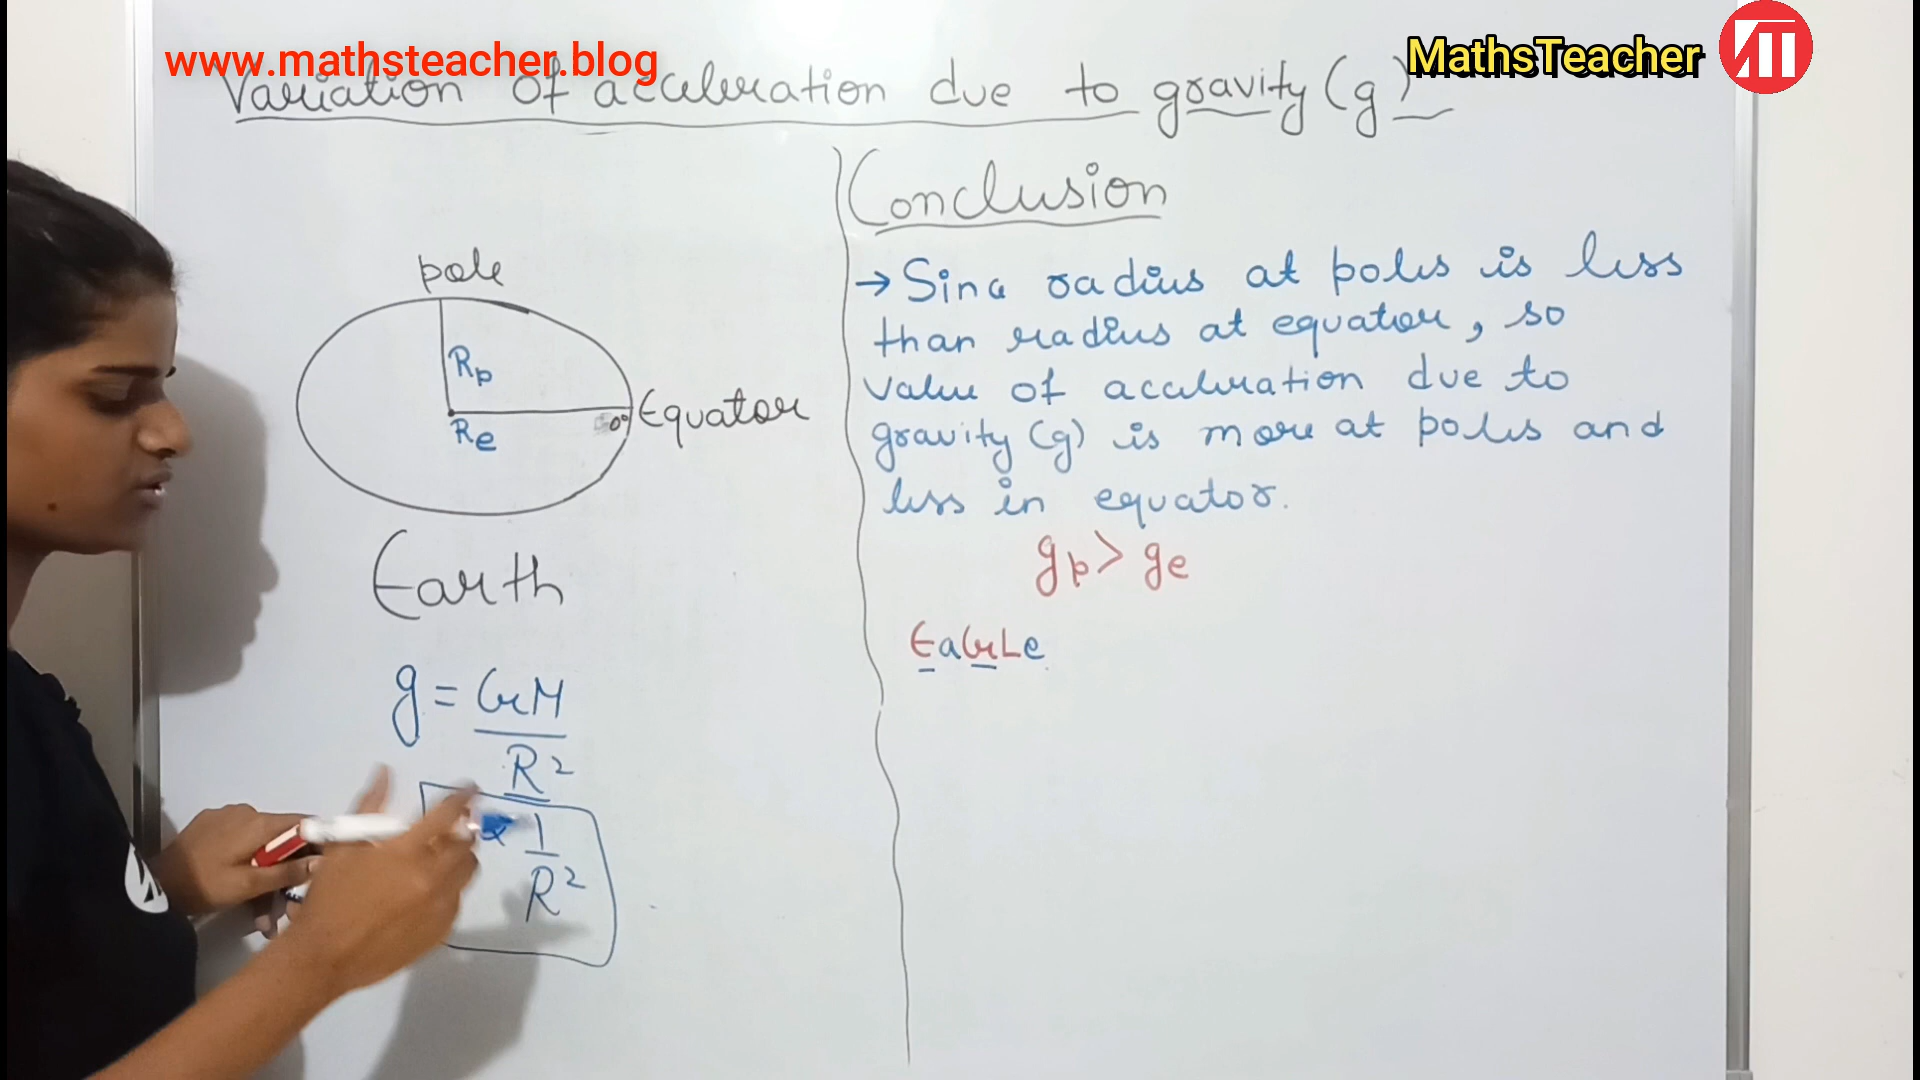 www.mathsteacher.blog
MathsTeacher
Variation of acceleration due to gravity (g)
pole
Rp
Re
0°
Equator
Earth
g = GM
R²
∝ 1
R²
Conclusion
→ Since radius at poles is less
than radius at equator, so
value of acceleration due to
gravity (g) is more at poles and
less in equator.
gp > ge
EaGLe